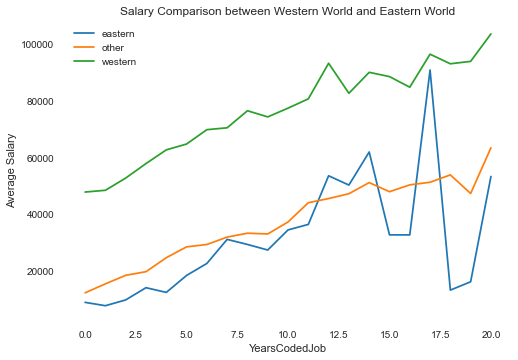 Salary Comparison between Western World and Eastern World
eastern
other
western
100000
80000
60000
40000
20000
Average Salary
0.0 2.5 5.0 7.5 10.0 12.5 15.0 17.5 20.0
YearsCodedJob